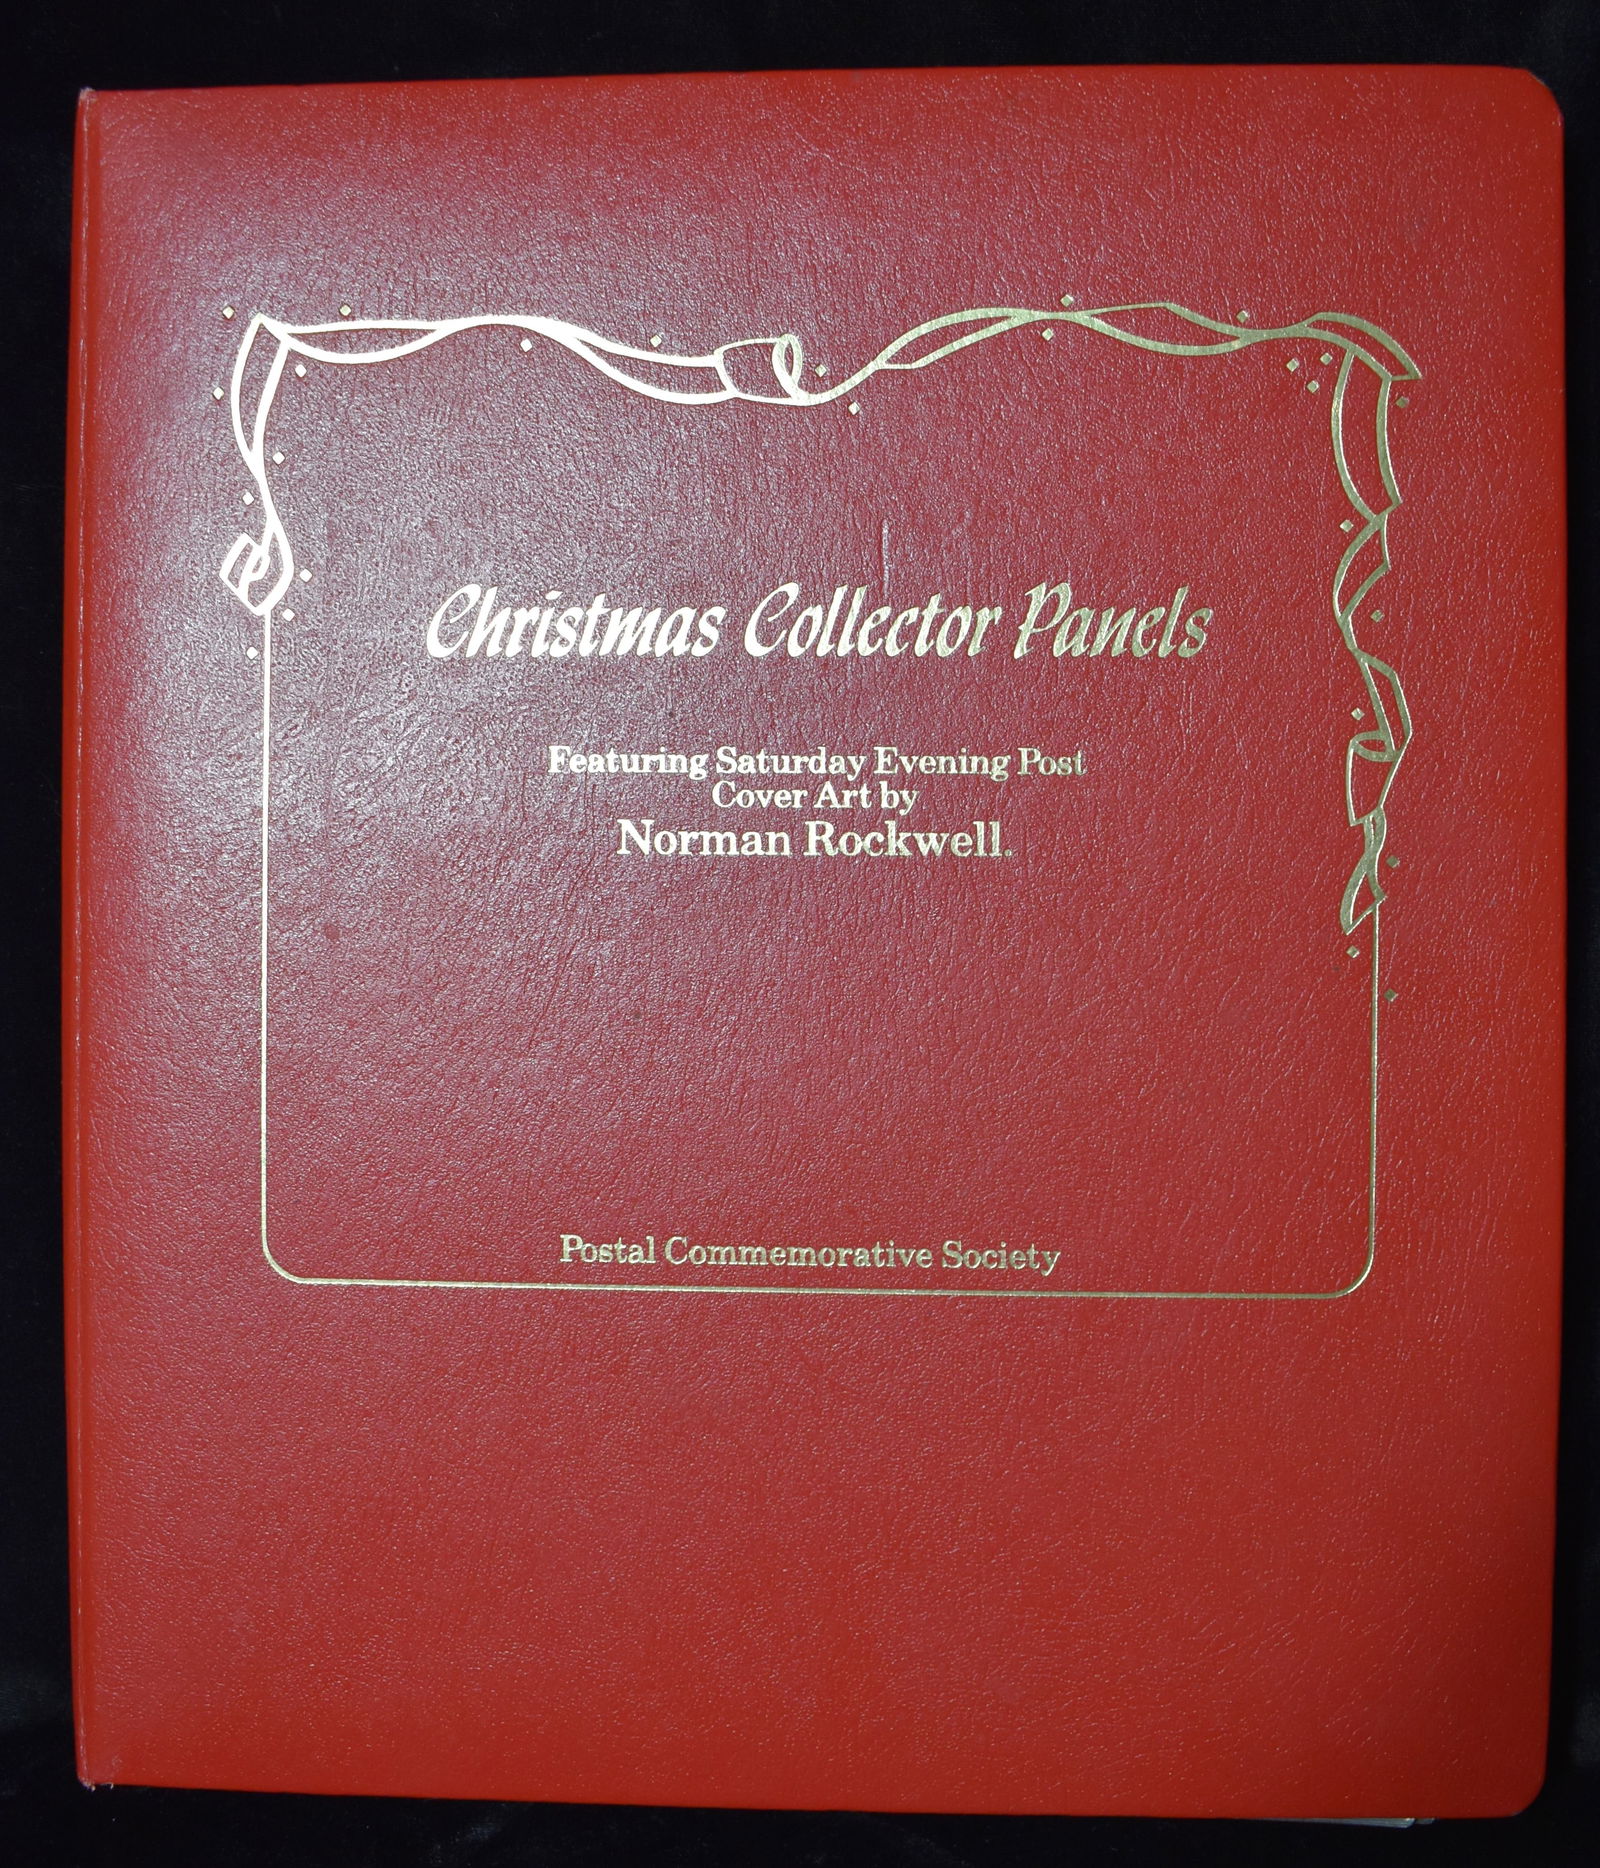 Christmas Collector Panels
Featuring Saturday Evening Post
Cover Art by
Norman Rockwell.
Postal Commemorative Society